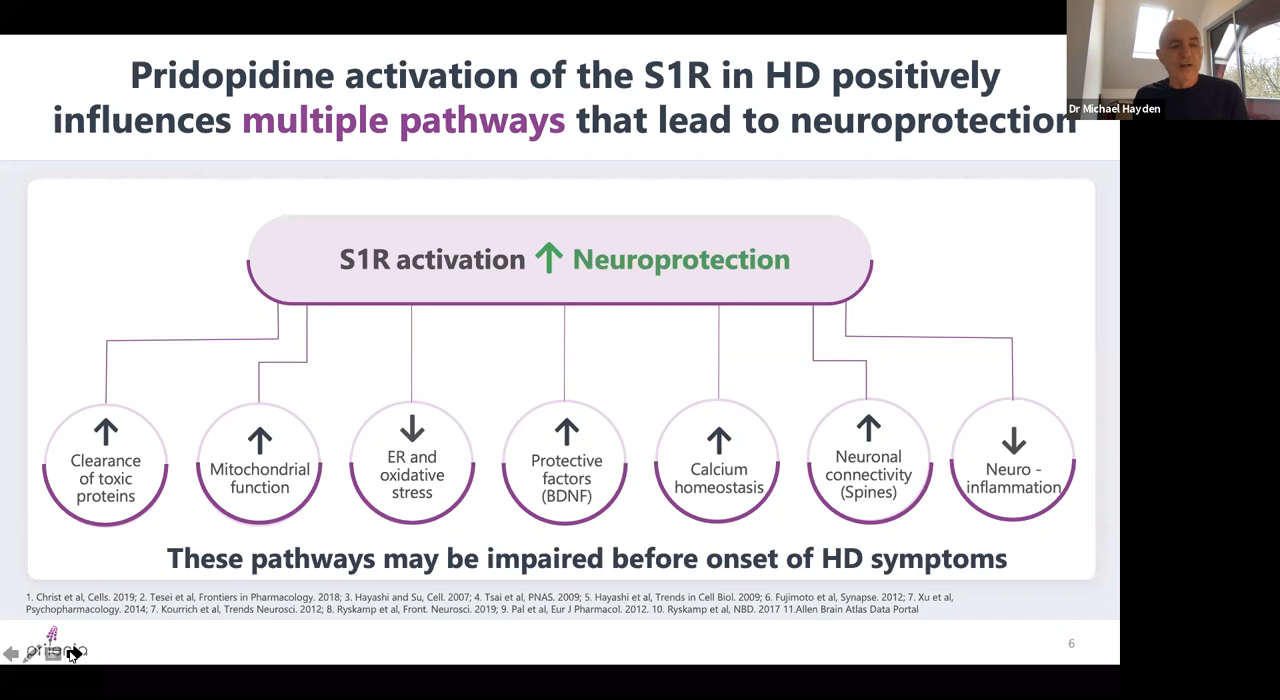 Pridopidine activation of the S1R in HD positively
influences multiple pathways that lead to neuroprotection
Dr Michael Hayden
S1R activation ↑ Neuroprotection
↑
Clearance
of toxic
proteins
↑
Mitochondrial
function
↓
ER and
oxidative
stress
↑
Protective
factors
(BDNF)
↑
Calcium
homeostasis
↑
Neuronal
connectivity
(Spines)
↓
Neuro -
inflammation
These pathways may be impaired before onset of HD symptoms
1. Christ et al, Cells. 2019; 2. Tesei et al, Frontiers in Pharmacology. 2018; 3. Hayashi and Su, Cell. 2007; 4. Tsai et al, PNAS. 2009; 5. Hayashi et al, Trends in Cell Biol. 2009; 6. Fujimoto et al, Synapse. 2012; 7. Xu et al,
Psychopharmacology. 2014; 7. Kourrich et al, Trends Neurosci. 2012; 8. Ryskamp et al, Front. Neurosci. 2019; 9. Pal et al, Eur J Pharmacol. 2012. 10. Ryskamp et al, NBD. 2017 11.Allen Brain Atlas Data Portal
6